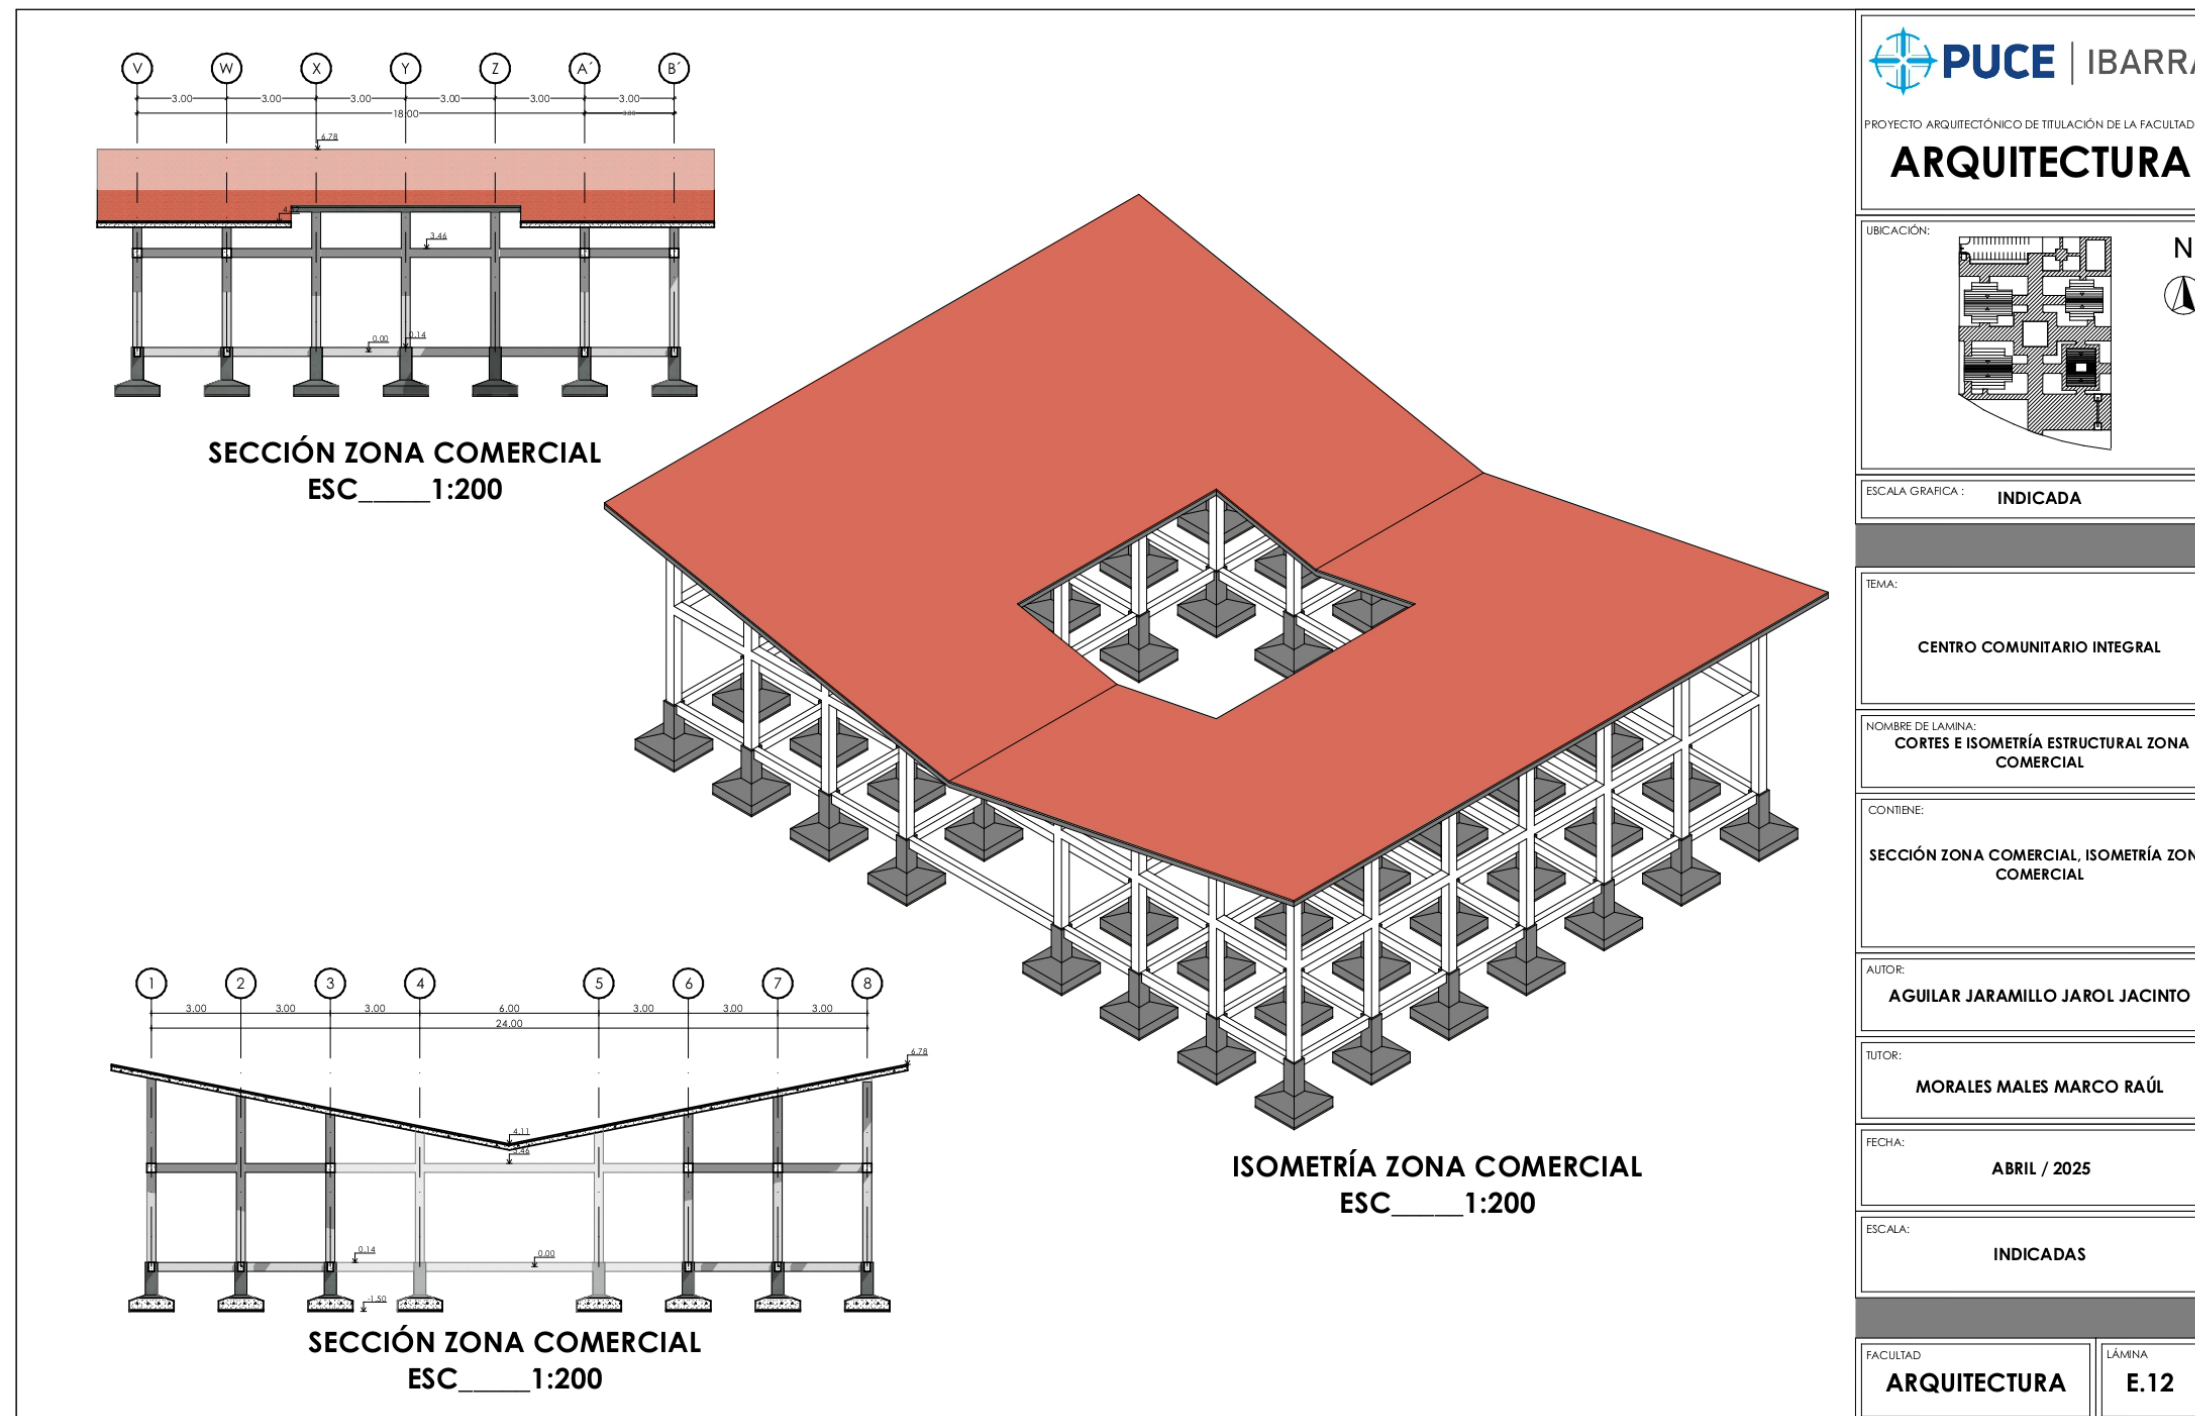 V W X Y Z A´ B´
3.00 3.00 3.00 3.00 3.00 3.00
18.00
6.78
3.46
0.00
0.14
SECCIÓN ZONA COMERCIAL
ESC_____1:200
1 2 3 4 5 6 7 8
3.00 3.00 3.00 6.00 3.00 3.00 3.00
24.00
6.78
4.11
3.46
0.14
0.00
-1.50
SECCIÓN ZONA COMERCIAL
ESC_____1:200
ISOMETRÍA ZONA COMERCIAL
ESC_____1:200
PUCE | IBARRA
PROYECTO ARQUITECTÓNICO DE TITULACIÓN DE LA FACULTAD
ARQUITECTURA
UBICACIÓN:
N
ESCALA GRAFICA : INDICADA
TEMA:
CENTRO COMUNITARIO INTEGRAL
NOMBRE DE LAMINA:
CORTES E ISOMETRÍA ESTRUCTURAL ZONA
COMERCIAL
CONTIENE:
SECCIÓN ZONA COMERCIAL, ISOMETRÍA ZON
COMERCIAL
AUTOR:
AGUILAR JARAMILLO JAROL JACINTO
TUTOR:
MORALES MALES MARCO RAÚL
FECHA:
ABRIL / 2025
ESCALA:
INDICADAS
FACULTAD
ARQUITECTURA
LÁMINA
E.12